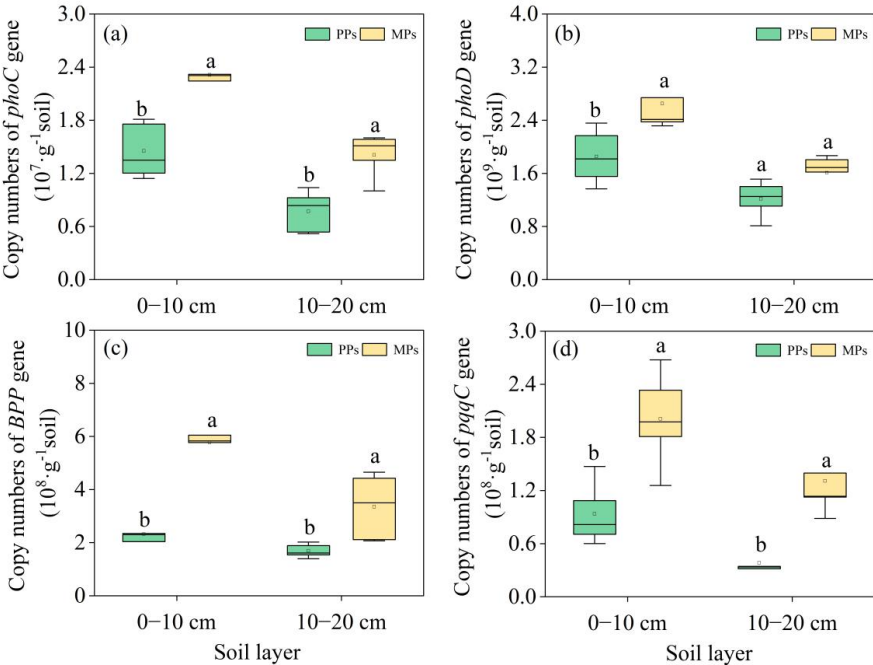 (a)
PPs MPs
Copy numbers of phoC gene
(10⁷·g⁻¹soil)
3.0
2.4
1.8
1.2
0.6
0.0
b
a
b
a
0−10 cm
10−20 cm
(b)
PPs MPs
Copy numbers of phoD gene
(10⁹·g⁻¹soil)
4.0
3.2
2.4
1.6
0.8
0.0
b
a
a
a
0−10 cm
10−20 cm
(c)
PPs MPs
Copy numbers of BPP gene
(10⁸·g⁻¹soil)
10
8
6
4
2
0
b
a
b
a
0−10 cm
10−20 cm
Soil layer
(d)
PPs MPs
Copy numbers of pqqC gene
(10⁸·g⁻¹soil)
3.0
2.4
1.8
1.2
0.6
0.0
b
a
b
a
0−10 cm
10−20 cm
Soil layer